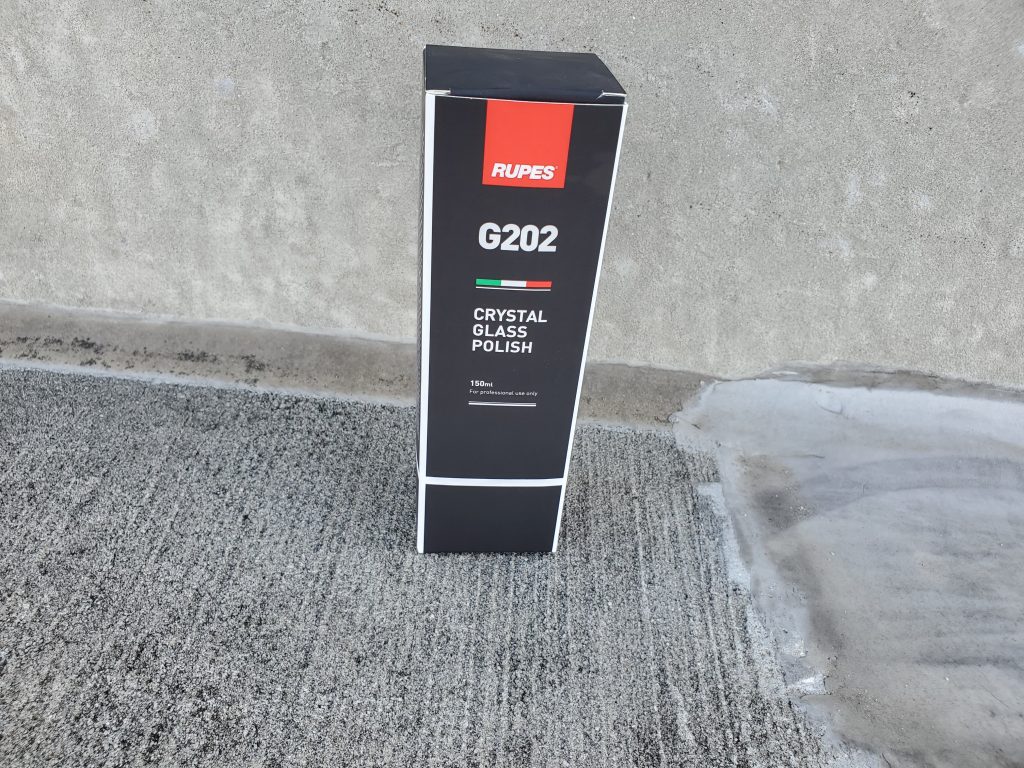 RUPES
G202
CRYSTAL
GLASS
POLISH
150ml
For professional use only